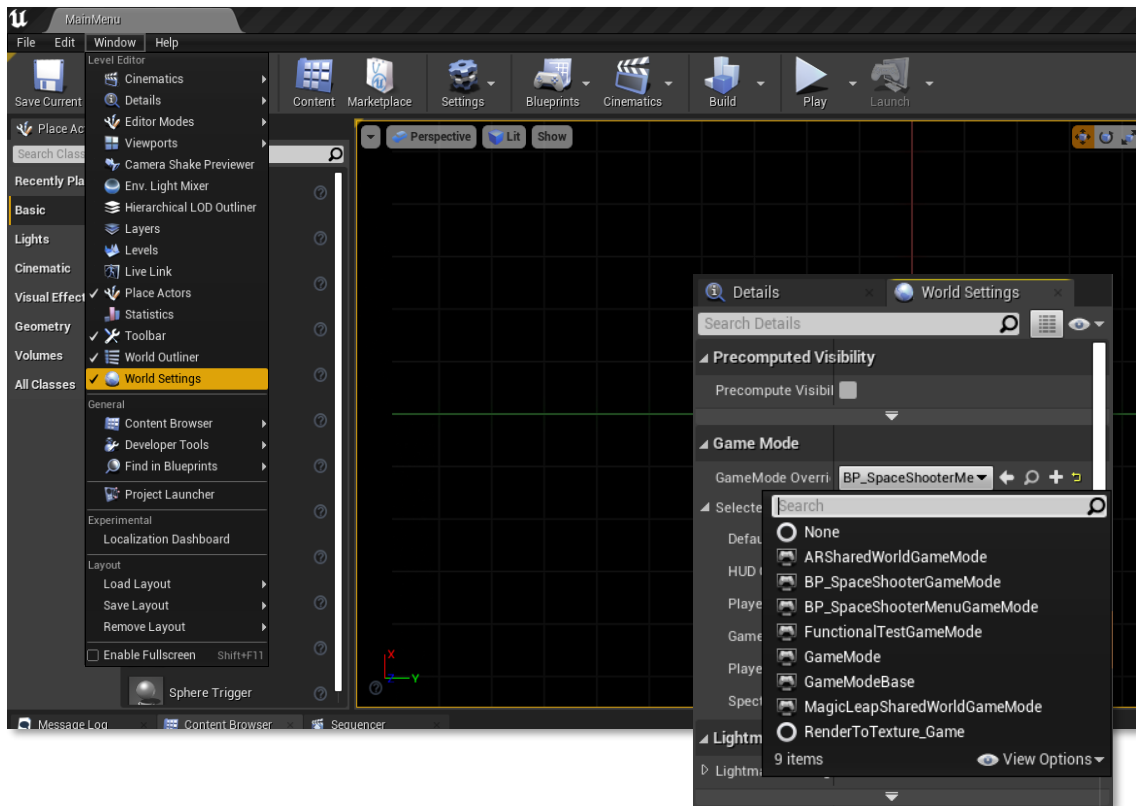 MainMenu
File Edit Window Help
Save Current
Content
Marketplace
Settings
Blueprints
Cinematics
Build
Play
Launch
Level Editor
Cinematics
Details
Editor Modes
Viewports
Camera Shake Previewer
Env. Light Mixer
Hierarchical LOD Outliner
Layers
Levels
Live Link
Place Actors
Statistics
Toolbar
World Outliner
World Settings
General
Content Browser
Developer Tools
Find in Blueprints
Project Launcher
Experimental
Localization Dashboard
Layout
Load Layout
Save Layout
Remove Layout
Enable Fullscreen Shift+F11
Place Ac
Search Class
Recently Pla
Basic
Lights
Cinematic
Visual Effect
Geometry
Volumes
All Classes
Sphere Trigger
Perspective Lit Show
X
Y
Message Log Content Browser Sequencer
Details World Settings
Search Details
Precomputed Visibility
Precompute Visibil
Game Mode
GameMode Overri BP_SpaceShooterMe
Selecte
Defau
HUD
Playe
Game
Playe
Spect
Lightm
Lightma
Search
None
ARSharedWorldGameMode
BP_SpaceShooterGameMode
BP_SpaceShooterMenuGameMode
FunctionalTestGameMode
GameMode
GameModeBase
MagicLeapSharedWorldGameMode
RenderToTexture_Game
9 items View Options